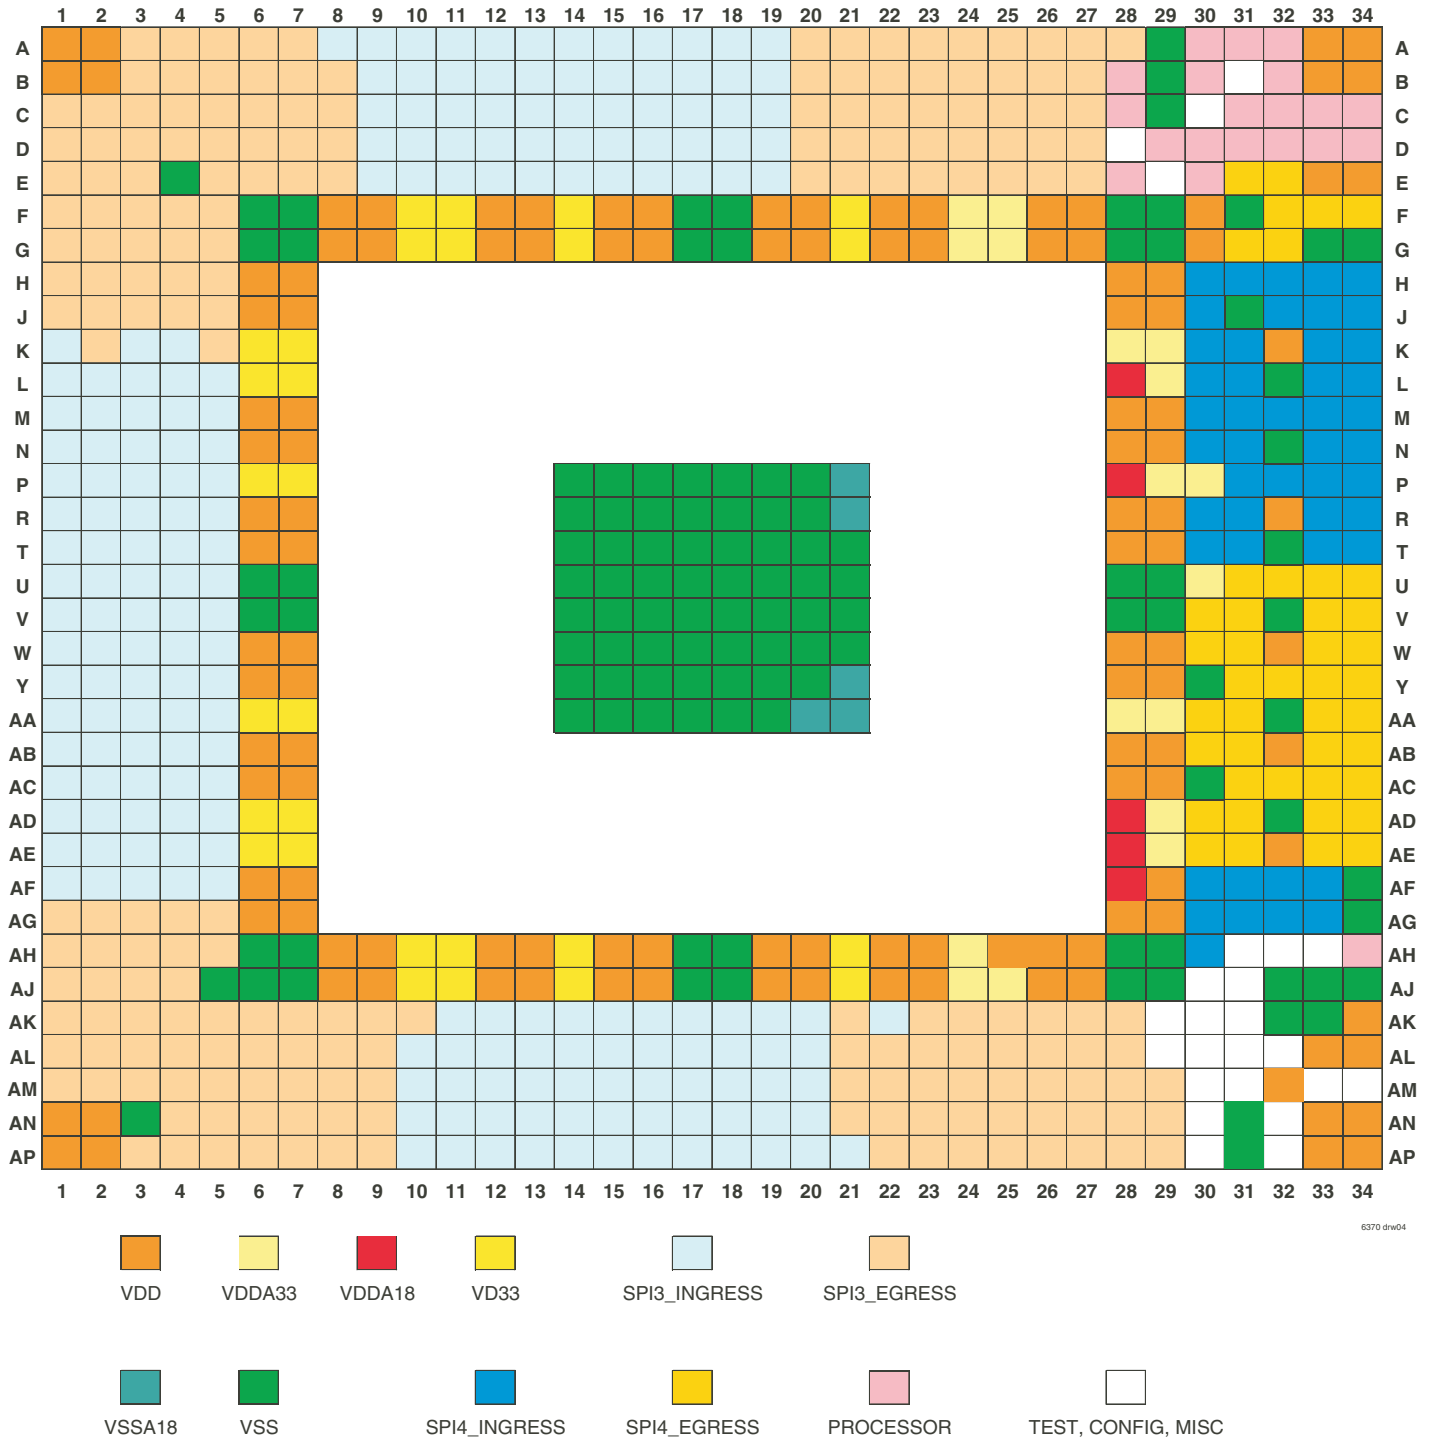 1 2 3 4 5 6 7 8 9 10 11 12 13 14 15 16 17 18 19 20 21 22 23 24 25 26 27 28 29 30 31 32 33 34
A A
B B
C C
D D
E E
F F
G G
H H
J J
K K
L L
M M
N N
P P
R R
T T
U U
V V
W W
Y Y
AA AA
AB AB
AC AC
AD AD
AE AE
AF AF
AG AG
AH AH
AJ AJ
AK AK
AL AL
AM AM
AN AN
AP AP
1 2 3 4 5 6 7 8 9 10 11 12 13 14 15 16 17 18 19 20 21 22 23 24 25 26 27 28 29 30 31 32 33 34
6370 drw04
VDD VDDA33 VDDA18 VD33 SPI3_INGRESS SPI3_EGRESS
VSSA18 VSS SPI4_INGRESS SPI4_EGRESS PROCESSOR TEST, CONFIG, MISC